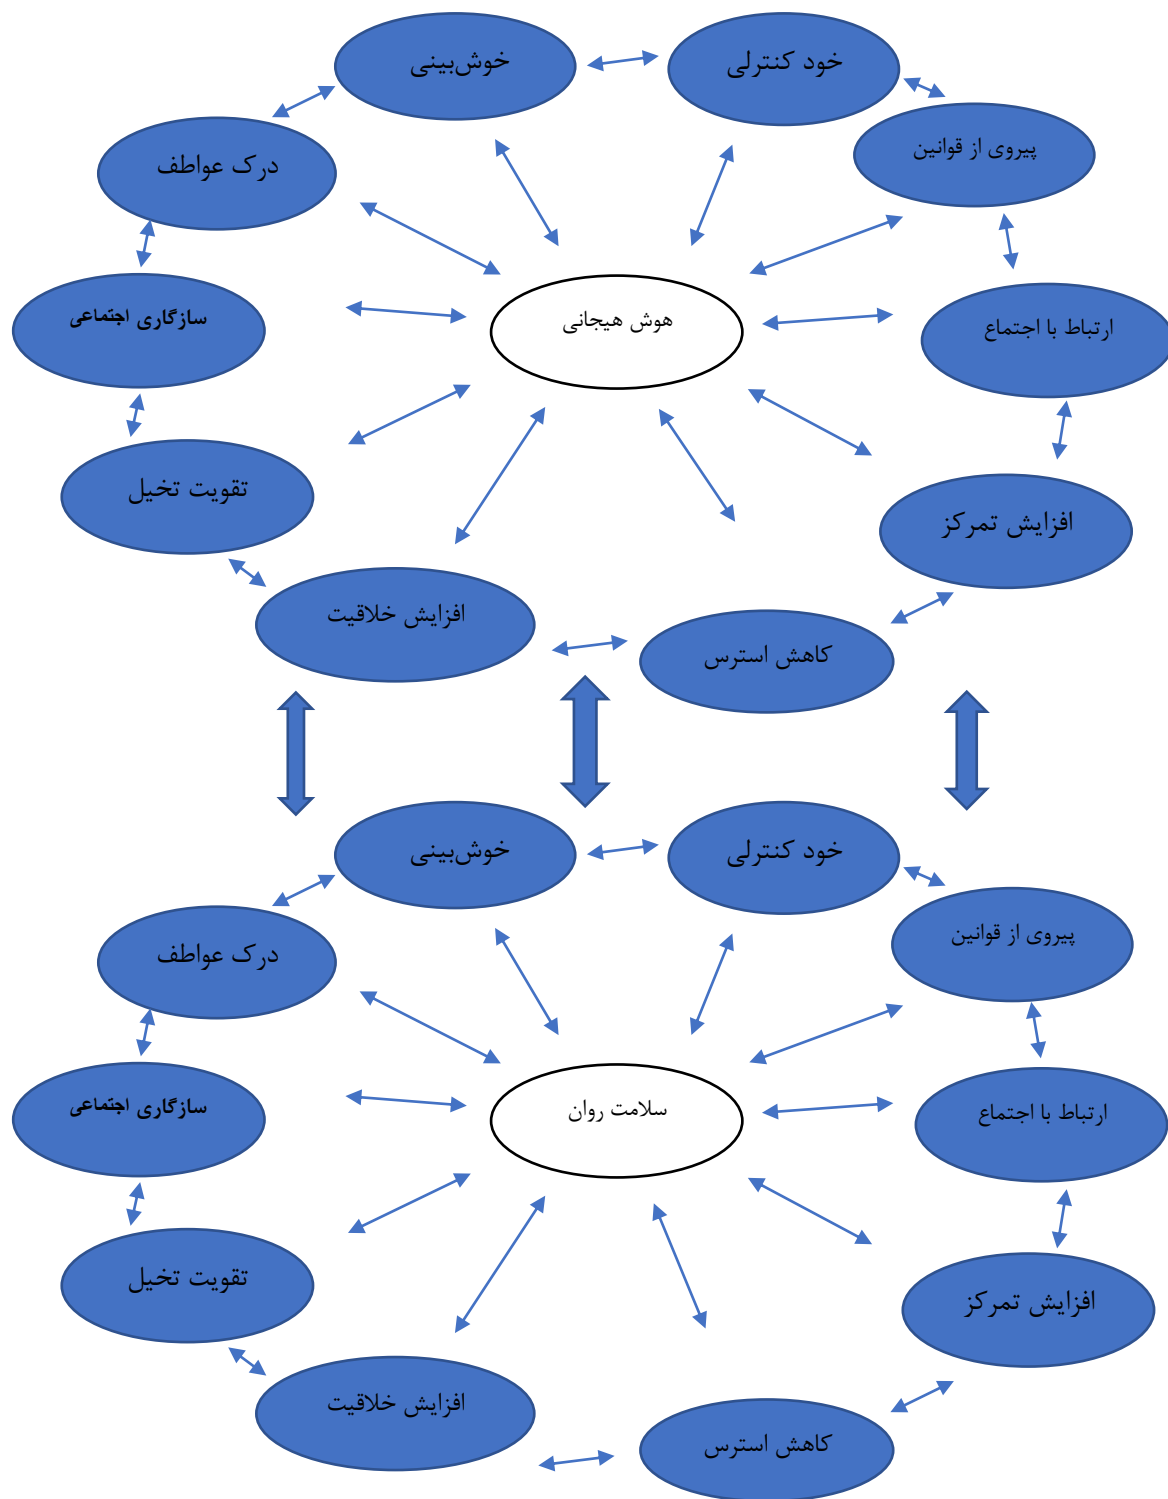 خود کنترلی
خوش‌بینی
پیروی از قوانین
درک عواطف
ارتباط با اجتماع
هوش هیجانی
سازگاری اجتماعی
افزایش تمرکز
تقویت تخیل
افزایش خلاقیت
کاهش استرس
خود کنترلی
خوش‌بینی
پیروی از قوانین
درک عواطف
ارتباط با اجتماع
سلامت روان
سازگاری اجتماعی
افزایش تمرکز
تقویت تخیل
افزایش خلاقیت
کاهش استرس